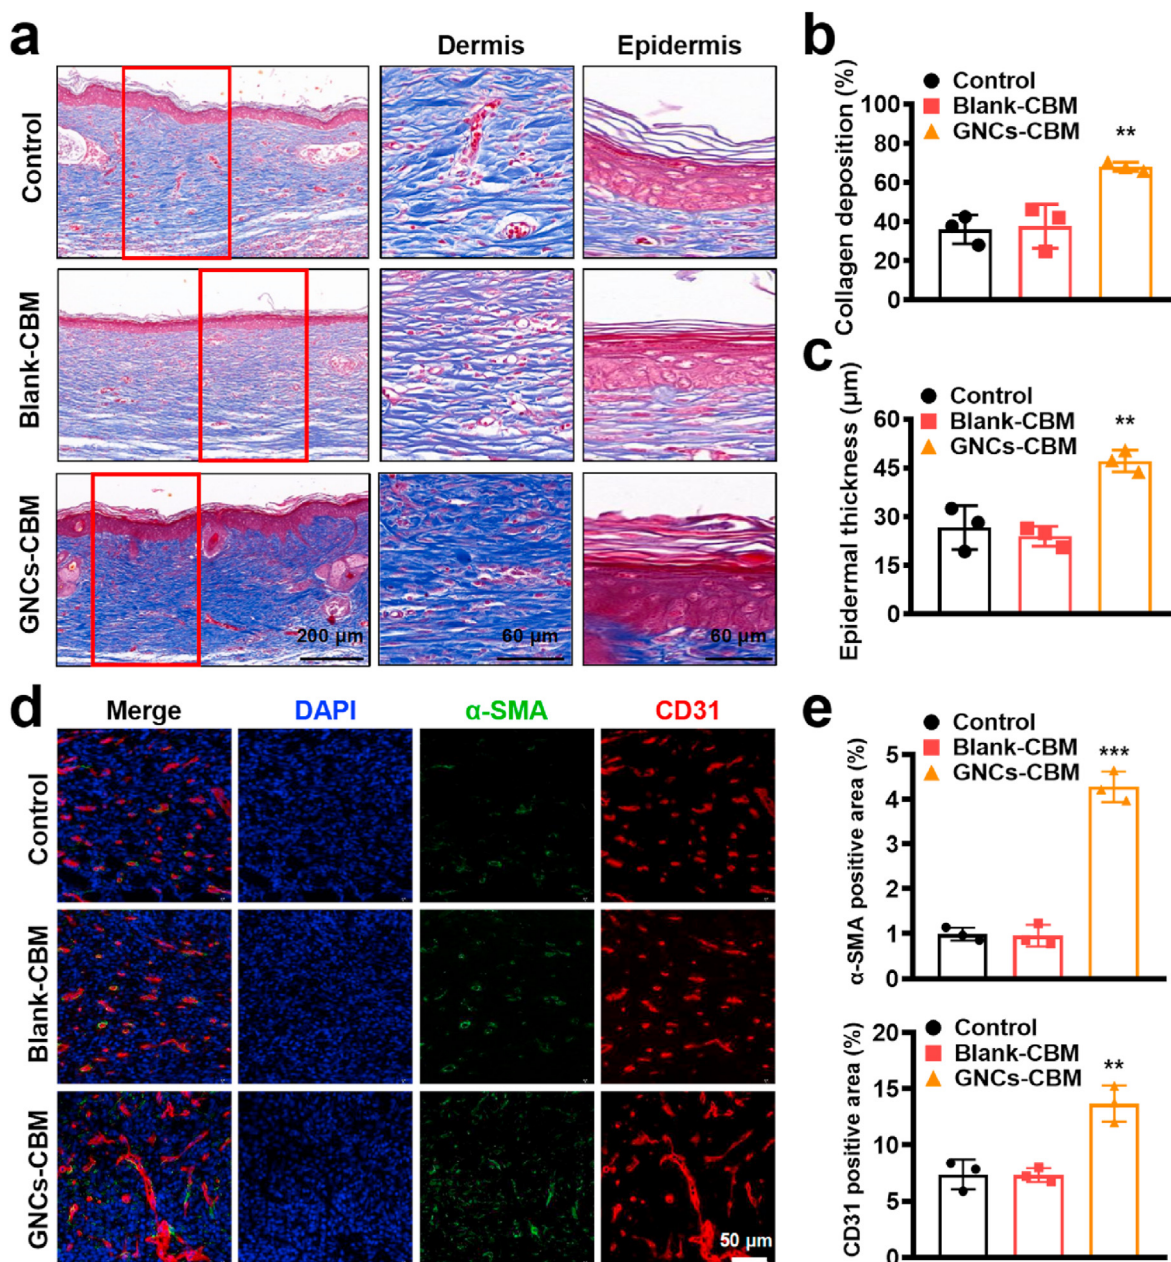 a
Dermis
Epidermis
Control
Blank-CBM
GNCs-CBM
200 μm
60 μm
60 μm
b
Control
Blank-CBM
GNCs-CBM
Collagen deposition (%)
100
80
60
40
20
0
**
c
Control
Blank-CBM
GNCs-CBM
Epidermal thickness (μm)
60
45
30
15
0
**
d
Merge
DAPI
α-SMA
CD31
Control
Blank-CBM
GNCs-CBM
50 μm
e
Control
Blank-CBM
GNCs-CBM
α-SMA positive area (%)
5
4
3
2
1
0
***
Control
Blank-CBM
GNCs-CBM
CD31 positive area (%)
20
15
10
5
0
**